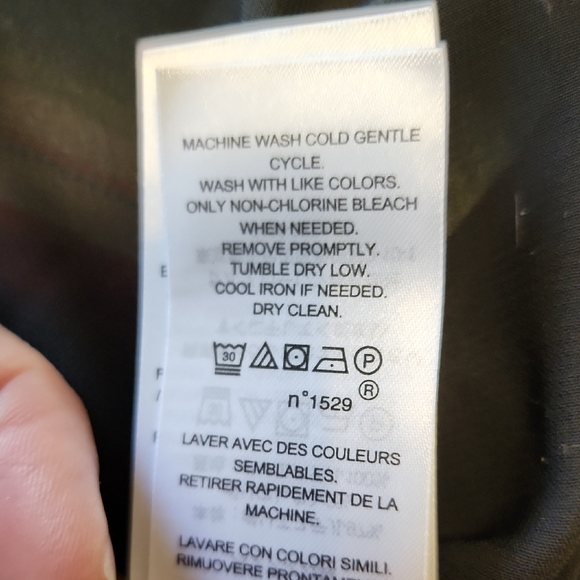 MACHINE WASH COLD GENTLE
CYCLE.
WASH WITH LIKE COLORS.
ONLY NON-CHLORINE BLEACH
WHEN NEEDED.
REMOVE PROMPTLY.
TUMBLE DRY LOW.
COOL IRON IF NEEDED.
DRY CLEAN.
30 P
®
n°1529
LAVER AVEC DES COULEURS
SEMBLABLES.
RETIRER RAPIDEMENT DE LA
MACHINE.
LAVARE CON COLORI SIMILI.
RIMUOVERE